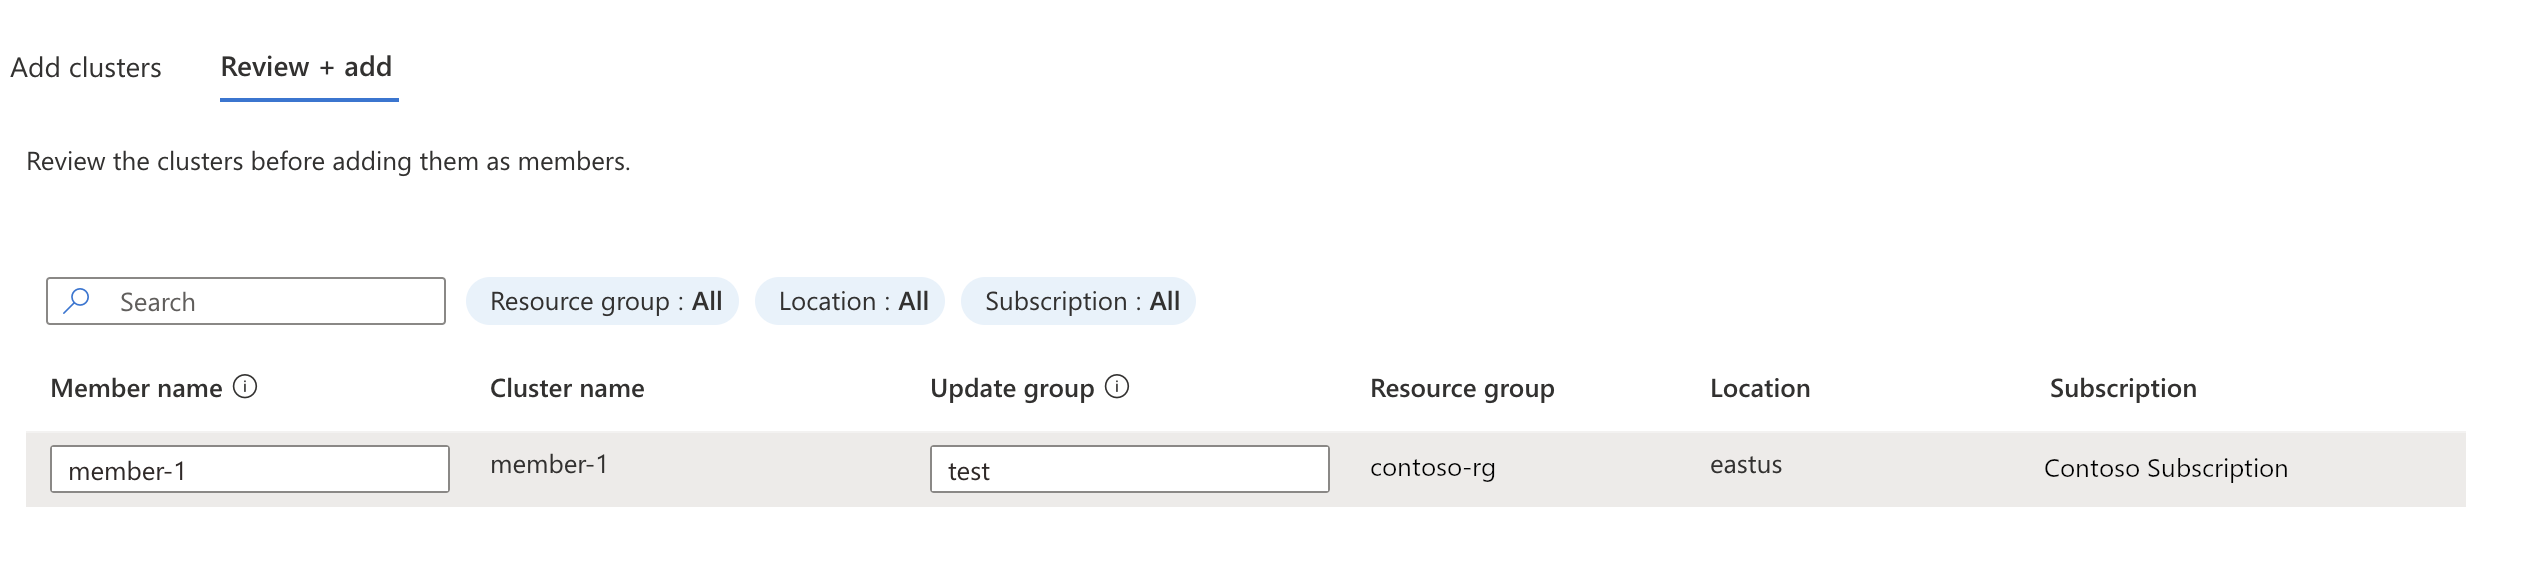 Add clusters Review + add
Review the clusters before adding them as members.
Search Resource group : All Location : All Subscription : All
Member name Cluster name Update group Resource group Location Subscription
member-1 member-1 test contoso-rg eastus Contoso Subscription